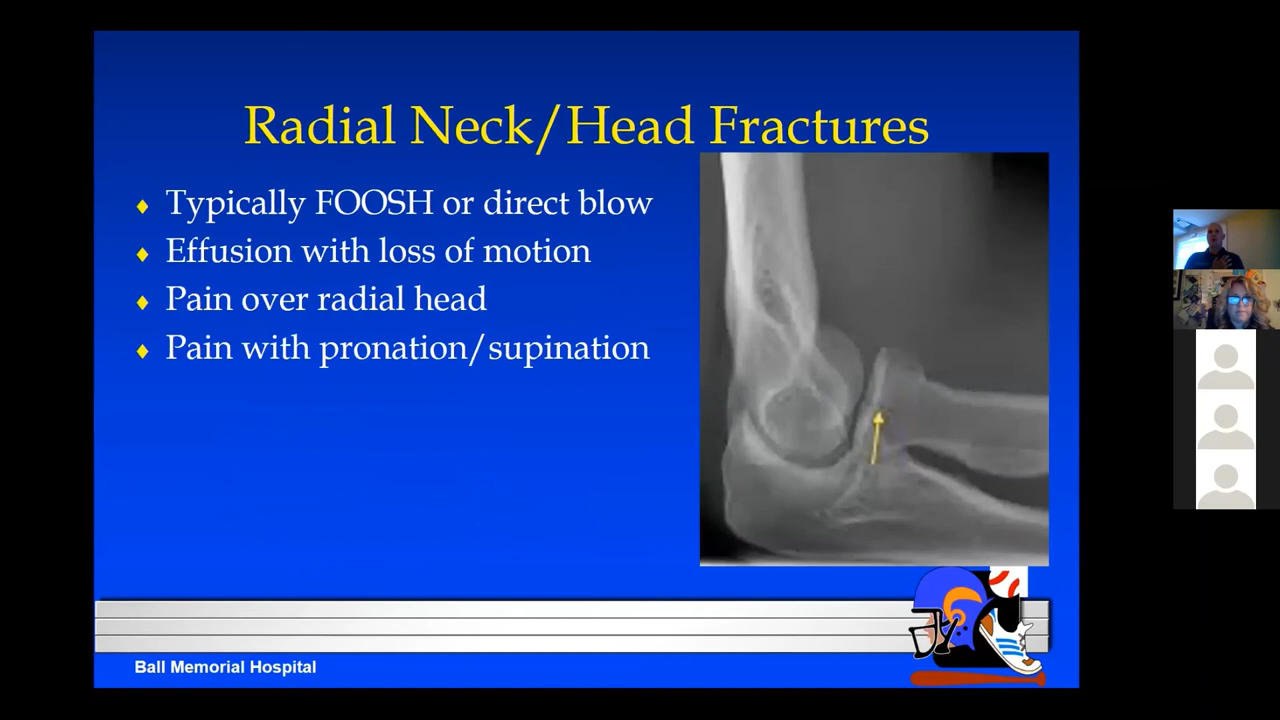 Radial Neck/Head Fractures
Typically FOOSH or direct blow
Effusion with loss of motion
Pain over radial head
Pain with pronation/supination
Ball Memorial Hospital